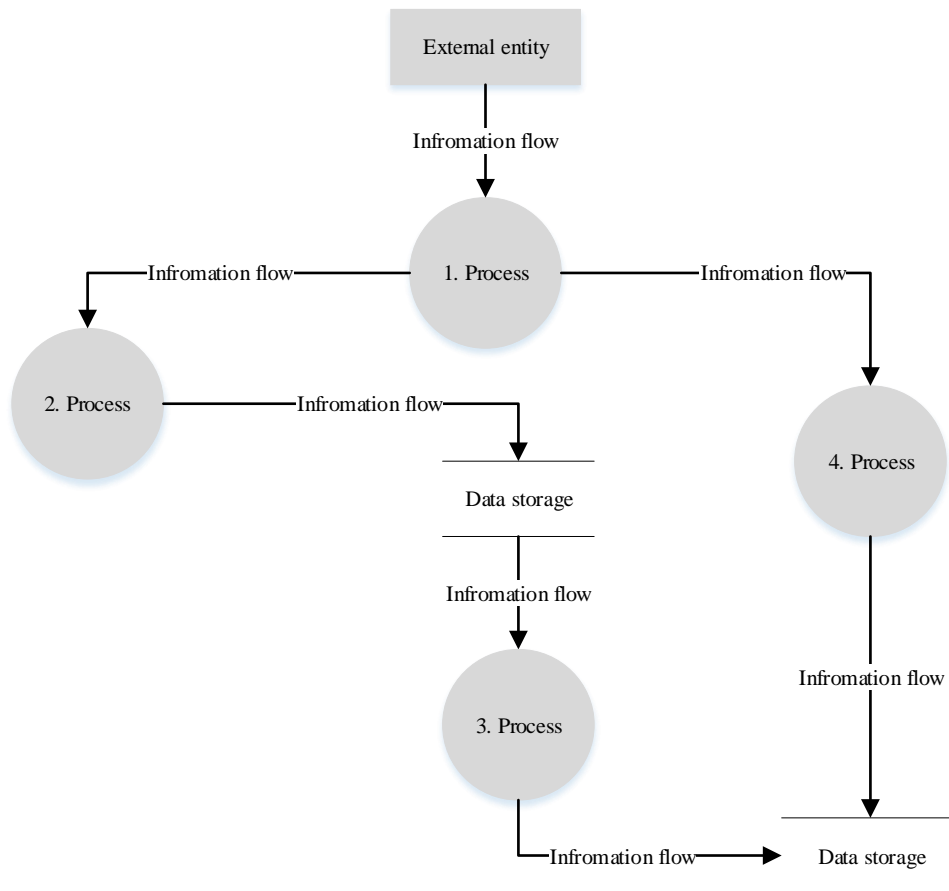 External entity
Infromation flow
Infromation flow
1. Process
Infromation flow
2. Process
Infromation flow
4. Process
Data storage
Infromation flow
Infromation flow
3. Process
Infromation flow
Data storage